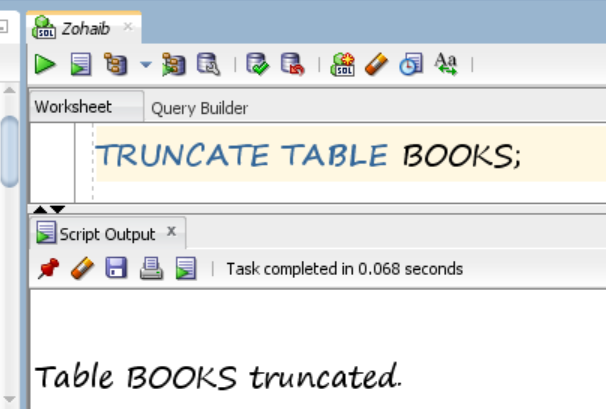 Zohaib
Worksheet Query Builder
TRUNCATE TABLE BOOKS;
Script Output x
Task completed in 0.068 seconds
Table BOOKS truncated.